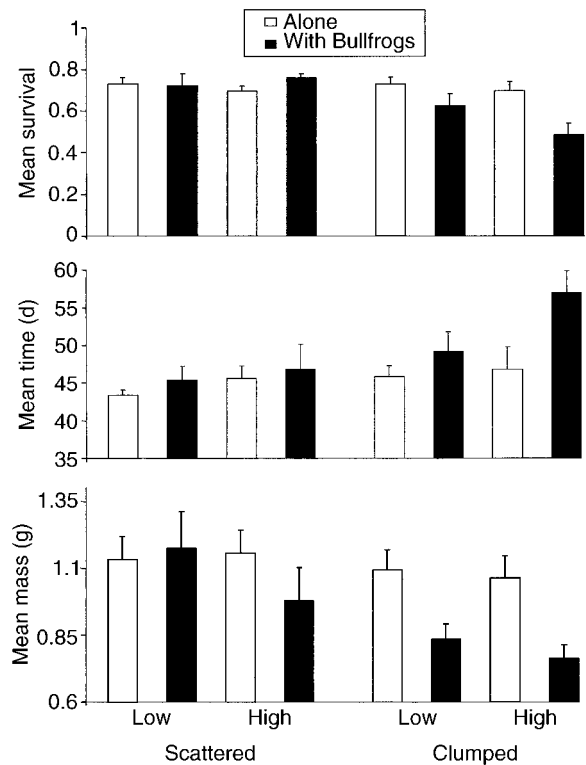 Alone
With Bullfrogs
Mean survival
1
0.8
0.6
0.4
0.2
0
Mean time (d)
60
55
50
45
40
35
Mean mass (g)
1.35
1.1
0.85
0.6
Low High Low High
Scattered Clumped